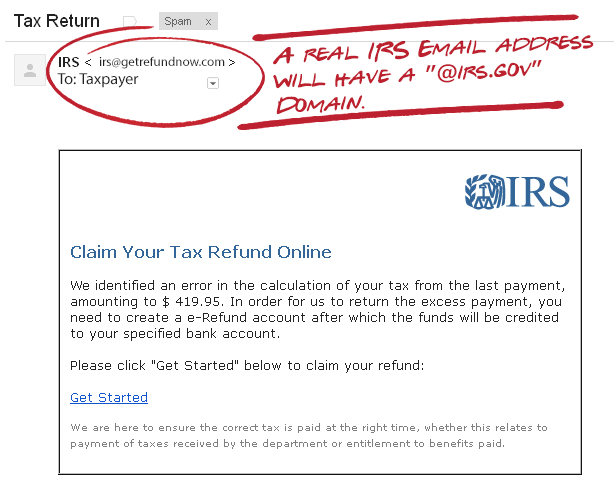 Tax Return
Spam x
IRS < irs@getrefundnow.com >
To: Taxpayer
A REAL IRS EMAIL ADDRESS
WILL HAVE A "@IRS.GOV"
DOMAIN.
IRS
Claim Your Tax Refund Online
We identified an error in the calculation of your tax from the last payment,
amounting to $ 419.95. In order for us to return the excess payment, you
need to create a e-Refund account after which the funds will be credited
to your specified bank account.
Please click "Get Started" below to claim your refund:
Get Started
We are here to ensure the correct tax is paid at the right time, whether this relates to
payment of taxes received by the department or entitlement to benefits paid.